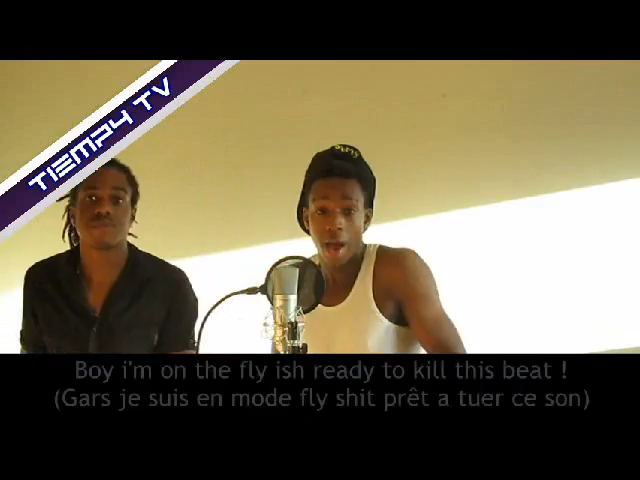 TIEMP4 TV
Boy i'm on the fly ish ready to kill this beat !
(Gars je suis en mode fly shit prêt a tuer ce son)